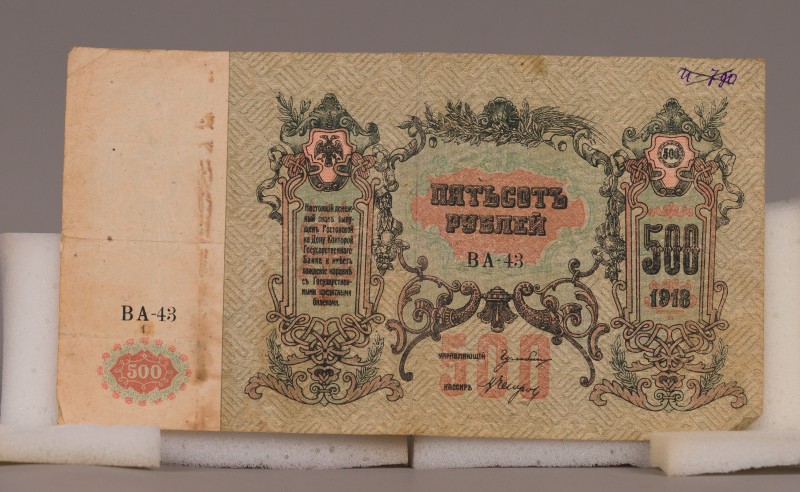 ВА-43
500
Настоящій денеж-
ный знакъ выпу-
щенъ Ростовской
на Дону Конторой
Государственнаго
Банка и имѣетъ
хожденіе наравнѣ
съ Государствен-
ными кредитными
билетами.
ПЯТЬСОТЪ
РУБЛЕЙ
ВА-43
500
УПРАВЛЯЮЩІЙ
КАССИРЪ
500
500
1918